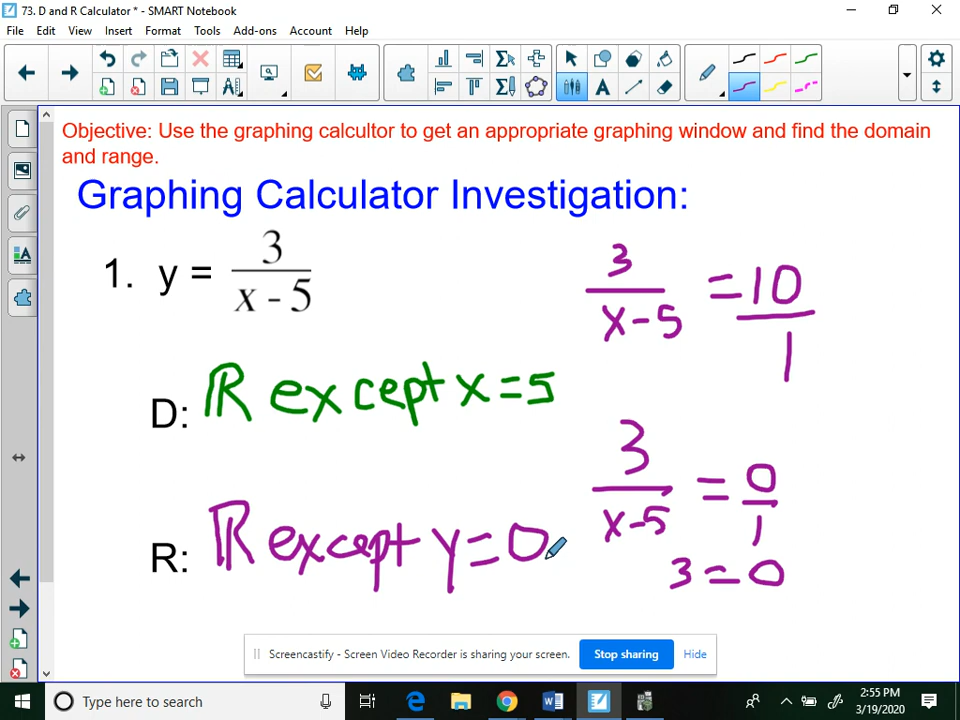 73. D and R Calculator * - SMART Notebook
File Edit View Insert Format Tools Add-ons Account Help
Objective: Use the graphing calcultor to get an appropriate graphing window and find the domain
and range.
Graphing Calculator Investigation:
1. y = 3 / (x - 5)
3 / (x-5) = 10 / 1
D: ℝ except x=5
3 / (x-5) = 0 / 1
3=0
R: ℝ except y=0
Screencastify - Screen Video Recorder is sharing your screen. Stop sharing Hide
Type here to search
2:55 PM
3/19/2020